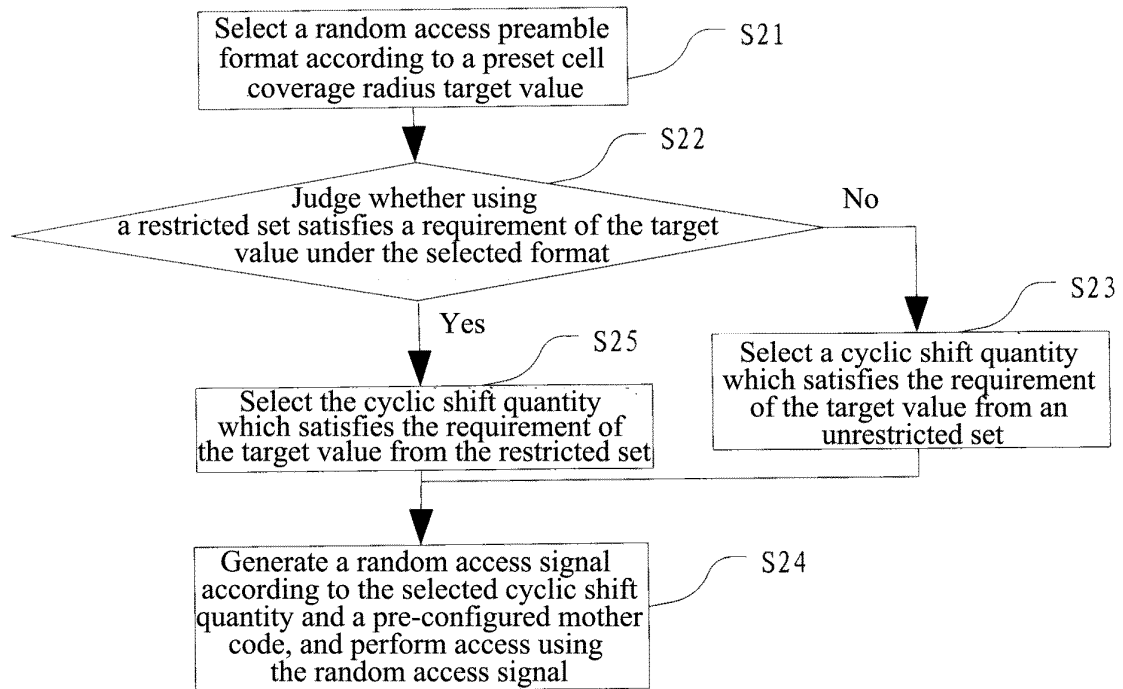 Select a random access preamble
format according to a preset cell
coverage radius target value
S21
S22
Judge whether using
a restricted set satisfies a requirement of the target
value under the selected format
No
Yes
S23
Select a cyclic shift quantity
which satisfies the requirement
of the target value from an
unrestricted set
S25
Select the cyclic shift quantity
which satisfies the requirement of
the target value from the restricted set
S24
Generate a random access signal
according to the selected cyclic shift
quantity and a pre-configured mother
code, and perform access using
the random access signal